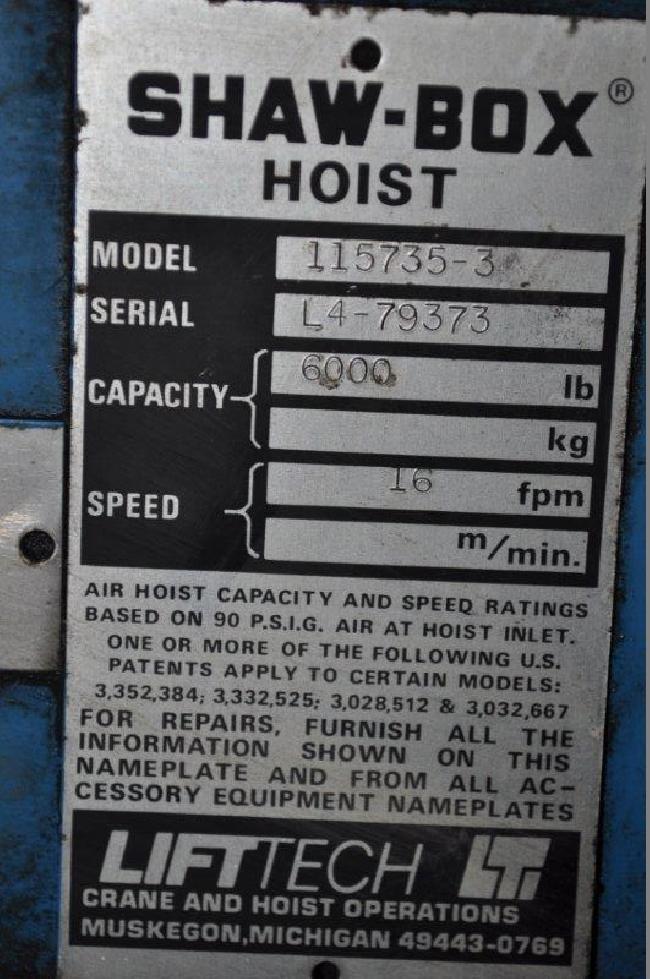 SHAW-BOX®
HOIST
MODEL 115735-3
SERIAL L4-79373
CAPACITY 6000 lb
kg
SPEED 16 fpm
m/min.
AIR HOIST CAPACITY AND SPEED RATINGS
BASED ON 90 P.S.I.G. AIR AT HOIST INLET.
ONE OR MORE OF THE FOLLOWING U.S.
PATENTS APPLY TO CERTAIN MODELS:
3,352,384; 3,332,525; 3,028,512 & 3,032,667
FOR REPAIRS, FURNISH ALL THE
INFORMATION SHOWN ON THIS
NAMEPLATE AND FROM ALL AC-
CESSORY EQUIPMENT NAMEPLATES
LIFTTECH LT
CRANE AND HOIST OPERATIONS
MUSKEGON, MICHIGAN 49443-0769